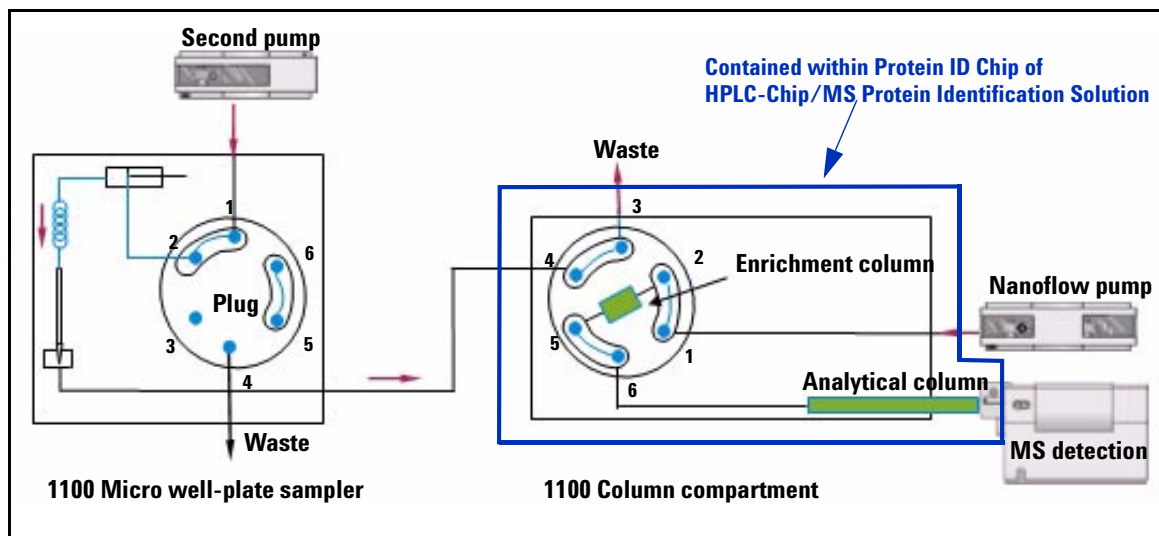 Second pump
Contained within Protein ID Chip of
HPLC-Chip/MS Protein Identification Solution
Waste
1
2
6
Plug
3
5
4
Waste
3
4
2
Enrichment column
5
1
6
Nanoflow pump
Analytical column
MS detection
1100 Micro well-plate sampler
1100 Column compartment